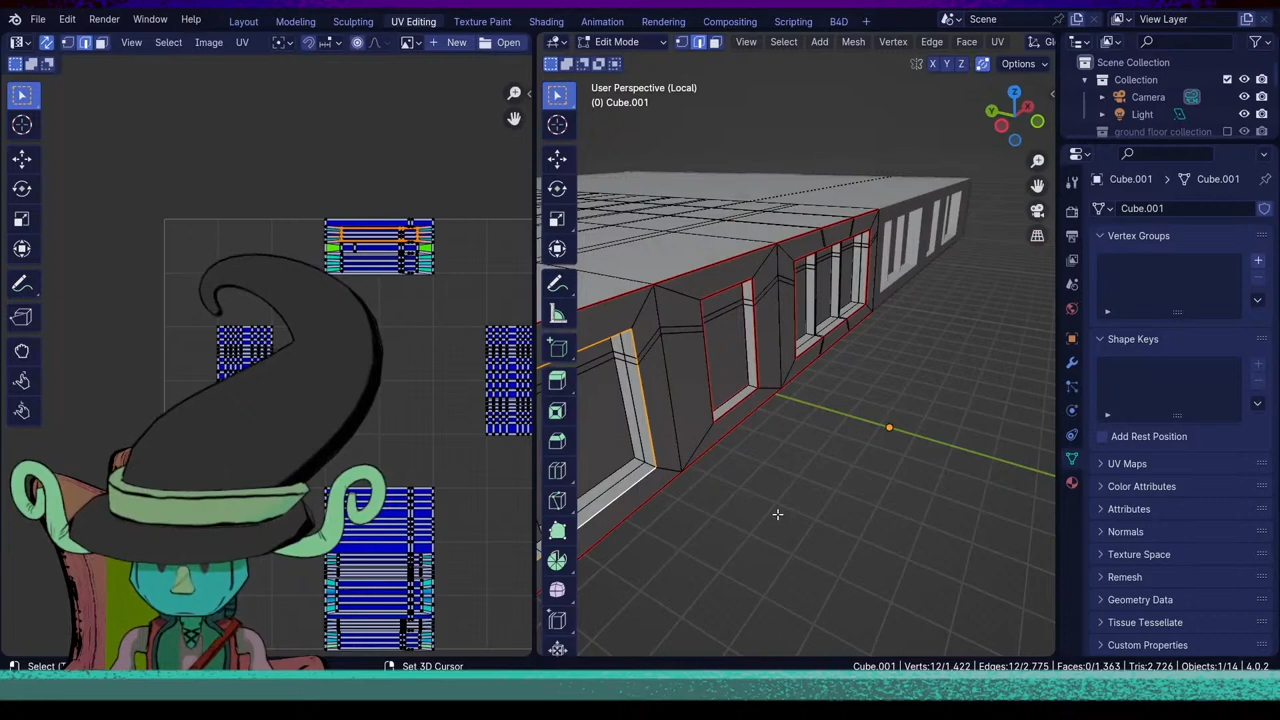 File Edit Render Window Help Layout Modeling Sculpting UV Editing Texture Paint Shading Animation Rendering Compositing Scripting B4D + Scene View Layer
View Select Image UV New Open Edit Mode View Select Add Mesh Vertex Edge Face UV
X Y Z Options
User Perspective (Local)
(0) Cube.001
Z
X
Y
Scene Collection
Collection
Camera
Light
ground floor collection
Cube.001 Cube.001
Cube.001
Vertex Groups
Shape Keys
Add Rest Position
UV Maps
Color Attributes
Attributes
Normals
Texture Space
Remesh
Geometry Data
Tissue Tessellate
Custom Properties
Set 3D Cursor
Cube.001 Verts:12/1,422 Edges:12/2,775 Faces:0/1,363 Tris:2,726 Objects:1/14 4.0.2